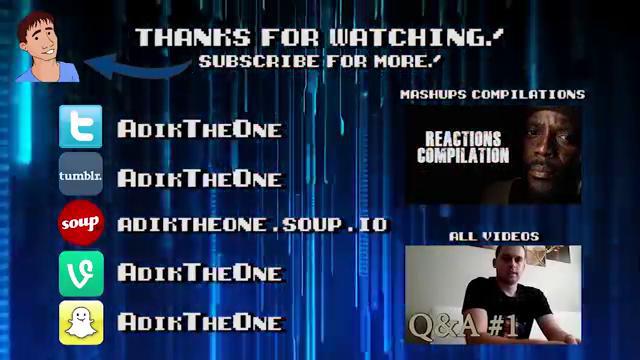 THANKS FOR WATCHING!
SUBSCRIBE FOR MORE!
MASHUPS COMPILATIONS
REACTIONS
COMPILATION
t AdikTheOne
tumblr. AdikTheOne
soup adiktheone.soup.io
AdikTheOne
AdikTheOne
ALL VIDEOS
Q&A #1